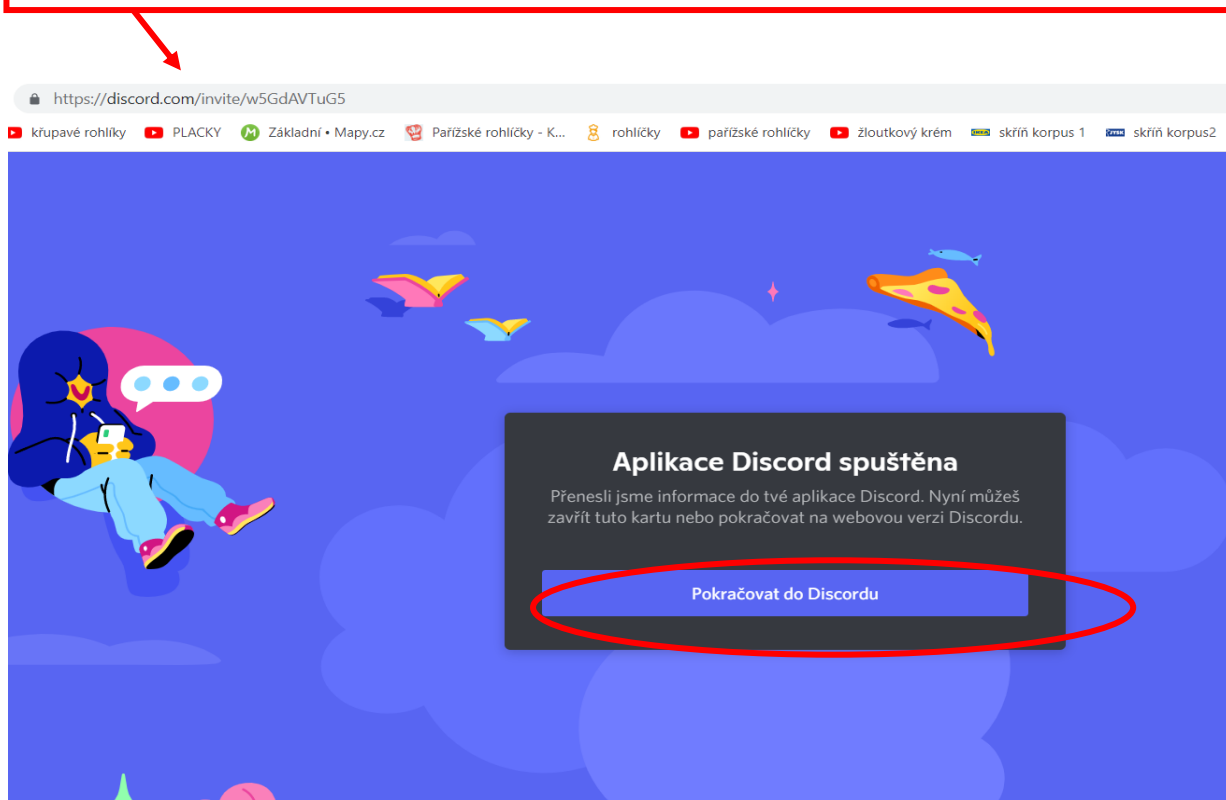 https://discord.com/invite/w5GdAVTuG5
křupavé rohlíky PLACKY Základní • Mapy.cz Pařížské rohlíčky - K... rohlíčky pařížské rohlíčky žloutkový krém skříň korpus 1 skříň korpus2
Aplikace Discord spuštěna
Přenesli jsme informace do tvé aplikace Discord. Nyní můžeš
zavřít tuto kartu nebo pokračovat na webovou verzi Discordu.
Pokračovat do Discordu